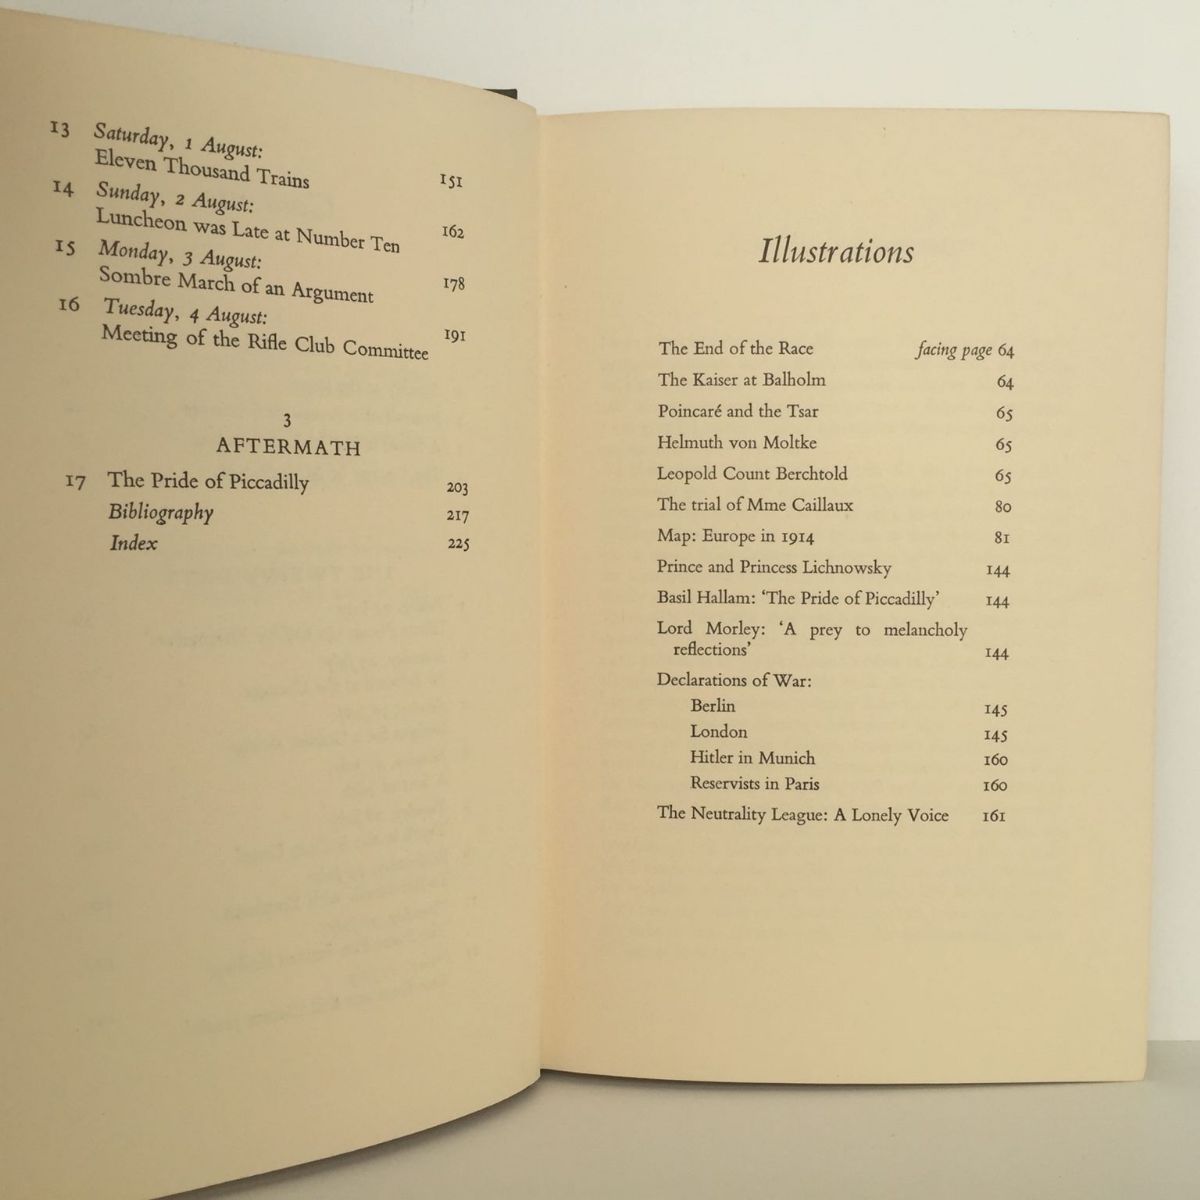 13 Saturday, 1 August:
Eleven Thousand Trains 151
14 Sunday, 2 August:
Luncheon was Late at Number Ten 162
15 Monday, 3 August:
Sombre March of an Argument 178
16 Tuesday, 4 August:
Meeting of the Rifle Club Committee 191
3
AFTERMATH
17 The Pride of Piccadilly 203
Bibliography 217
Index 225
Illustrations
The End of the Race facing page 64
The Kaiser at Balholm 64
Poincaré and the Tsar 65
Helmuth von Moltke 65
Leopold Count Berchtold 65
The trial of Mme Caillaux 80
Map: Europe in 1914 81
Prince and Princess Lichnowsky 144
Basil Hallam: ‘The Pride of Piccadilly’ 144
Lord Morley: ‘A prey to melancholy
reflections’ 144
Declarations of War:
Berlin 145
London 145
Hitler in Munich 160
Reservists in Paris 160
The Neutrality League: A Lonely Voice 161